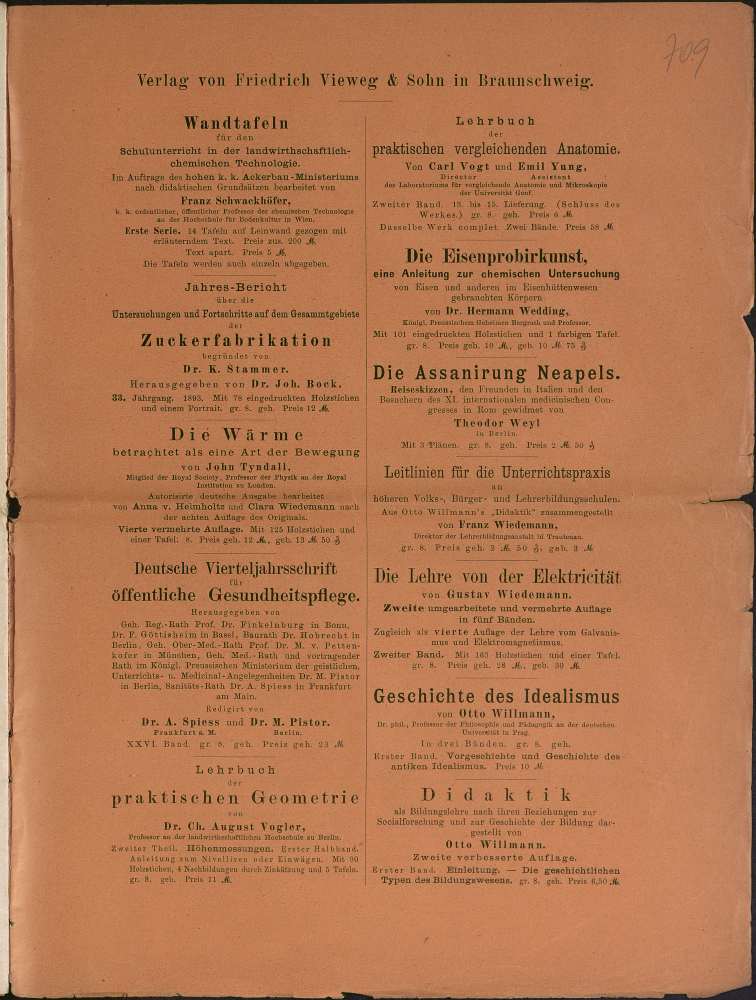 709
Verlag von Friedrich Vieweg & Sohn in Braunschweig.
Wandtafeln
für den
Schulunterricht in der landwirthschaftlich-
chemischen Technologie.
Im Auftrage des hohen k. k. Ackerbau-Ministeriums
nach didaktischen Grundsätzen bearbeitet von
Franz Schwackhöfer,
k. k. ordentlicher, öffentlicher Professor der chemischen Technologie
an der Hochschule für Bodenkultur in Wien.
Erste Serie. 14 Tafeln auf Leinwand gezogen mit
erläuterndem Text. Preis zus. 200 ℳ.
Text apart. Preis 5 ℳ.
Die Tafeln werden auch einzeln abgegeben.
Jahres-Bericht
über die
Untersuchungen und Fortschritte auf dem Gesammtgebiete
der
Zuckerfabrikation
begründet von
Dr. K. Stammer.
Herausgegeben von Dr. Joh. Bock.
33. Jahrgang. 1893. Mit 78 eingedruckten Holzstichen
und einem Portrait. gr. 8. geh. Preis 12 ℳ.
Die Wärme
betrachtet als eine Art der Bewegung
von John Tyndall,
Mitglied der Royal Society, Professor der Physik an der Royal
Institution zu London.
Autorisirte deutsche Ausgabe bearbeitet
von Anna v. Helmholtz und Clara Wiedemann nach
der achten Auflage des Originals.
Vierte vermehrte Auflage. Mit 125 Holzstichen und
einer Tafel. 8. Preis geh. 12 ℳ., geb. 13 ℳ 50 ₰
Deutsche Vierteljahrsschrift
für
öffentliche Gesundheitspflege.
Herausgegeben von
Geh. Reg.-Rath Prof. Dr. Finkelnburg in Bonn,
Dr. F. Göttisheim in Basel, Baurath Dr. Hobrecht in
Berlin, Geh. Ober-Med.-Rath Prof. Dr. M. v. Petten-
kofer in München, Geh. Med.-Rath und vortragender
Rath im Königl. Preussischen Ministerium der geistlichen,
Unterrichts- u. Medicinal-Angelegenheiten Dr. M. Pistor
in Berlin, Sanitäts-Rath Dr. A. Spiess in Frankfurt
am Main.
Redigirt von
Dr. A. Spiess und Dr. M. Pistor.
Frankfurt a. M. Berlin.
XXVI. Band. gr. 8. geh. Preis geh. 23 ℳ
Lehrbuch
der
praktischen Geometrie
von
Dr. Ch. August Vogler,
Professor an der landwirthschaftlichen Hochschule zu Berlin.
Zweiter Theil. Höhenmessungen. Erster Halbband.
Anleitung zum Nivelliren oder Einwägen. Mit 90
Holzstichen, 4 Nachbildungen durch Zinkätzung und 5 Tafeln.
gr. 8. geh. Preis 11 ℳ.
Lehrbuch
der
praktischen vergleichenden Anatomie.
Von Carl Vogt und Emil Yung,
Director Assistent
des Laboratoriums für vergleichende Anatomie und Mikroskopie
der Universität Genf.
Zweiter Band. 13. bis 15. Lieferung. (Schluss des
Werkes.) gr. 8. geh. Preis 6 ℳ.
Dasselbe Werk complet. Zwei Bände. Preis 58 ℳ.
Die Eisenprobirkunst,
eine Anleitung zur chemischen Untersuchung
von Eisen und anderen im Eisenhüttenwesen
gebrauchten Körpern
von Dr. Hermann Wedding,
Königl. Preussischem Geheimen Bergrath und Professor.
Mit 101 eingedruckten Holzstichen und 1 farbigen Tafel.
gr. 8. Preis geh. 10 ℳ., geb. 10 ℳ 75 ₰
Die Assanirung Neapels.
Reiseskizzen, den Freunden in Italien und den
Besuchern des XI. internationalen medicinischen Con-
gresses in Rom gewidmet von
Theodor Weyl
in Berlin.
Mit 3 Plänen. gr. 8. geh. Preis 2 ℳ. 50 ₰
Leitlinien für die Unterrichtspraxis
an
höheren Volks-, Bürger- und Lehrerbildungsschulen.
Aus Otto Willmann's „Didaktik" zusammengestellt
von Franz Wiedemann,
Direktor der Lehrerbildungsanstalt in Trautenau.
gr. 8. Preis geh. 2 ℳ. 50 ₰, geb. 3 ℳ
Die Lehre von der Elektricität
von Gustav Wiedemann.
Zweite umgearbeitete und vermehrte Auflage
in fünf Bänden.
Zugleich als vierte Auflage der Lehre vom Galvanis-
mus und Elektromagnetismus.
Zweiter Band. Mit 163 Holzstichen und einer Tafel.
gr. 8. Preis geh. 28 ℳ., geb. 30 ℳ.
Geschichte des Idealismus
von Otto Willmann,
Dr. phil., Professor der Philosophie und Pädagogik an der deutschen
Universität in Prag.
In drei Bänden. gr. 8. geh.
Erster Band. Vorgeschichte und Geschichte des
antiken Idealismus. Preis 10 ℳ.
Didaktik
als Bildungslehre nach ihren Beziehungen zur
Socialforschung und zur Geschichte der Bildung dar-
gestellt von
Otto Willmann.
Zweite verbesserte Auflage.
Erster Band. Einleitung. — Die geschichtlichen
Typen des Bildungswesens. gr. 8. geh. Preis 6,50 ℳ.